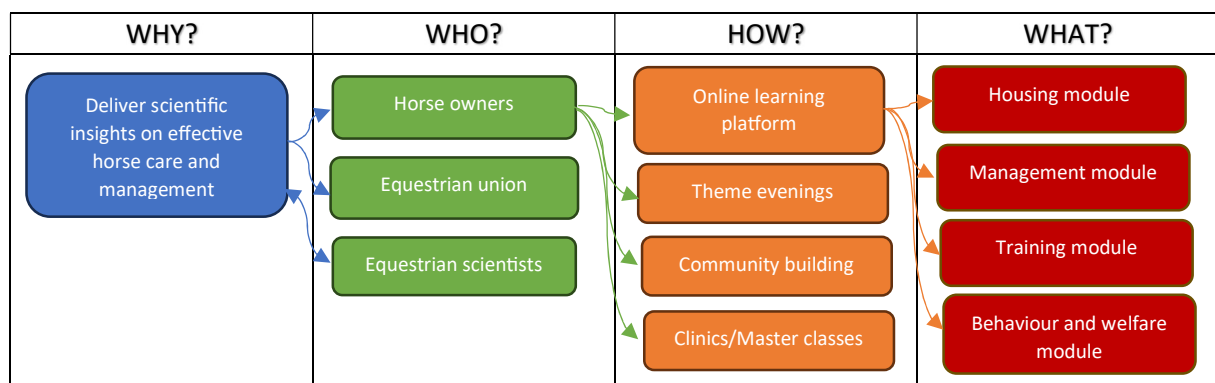 WHY?
WHO?
HOW?
WHAT?
Deliver scientific
insights on effective
horse care and
management
Horse owners
Equestrian union
Equestrian scientists
Online learning
platform
Theme evenings
Community building
Clinics/Master classes
Housing module
Management module
Training module
Behaviour and welfare
module